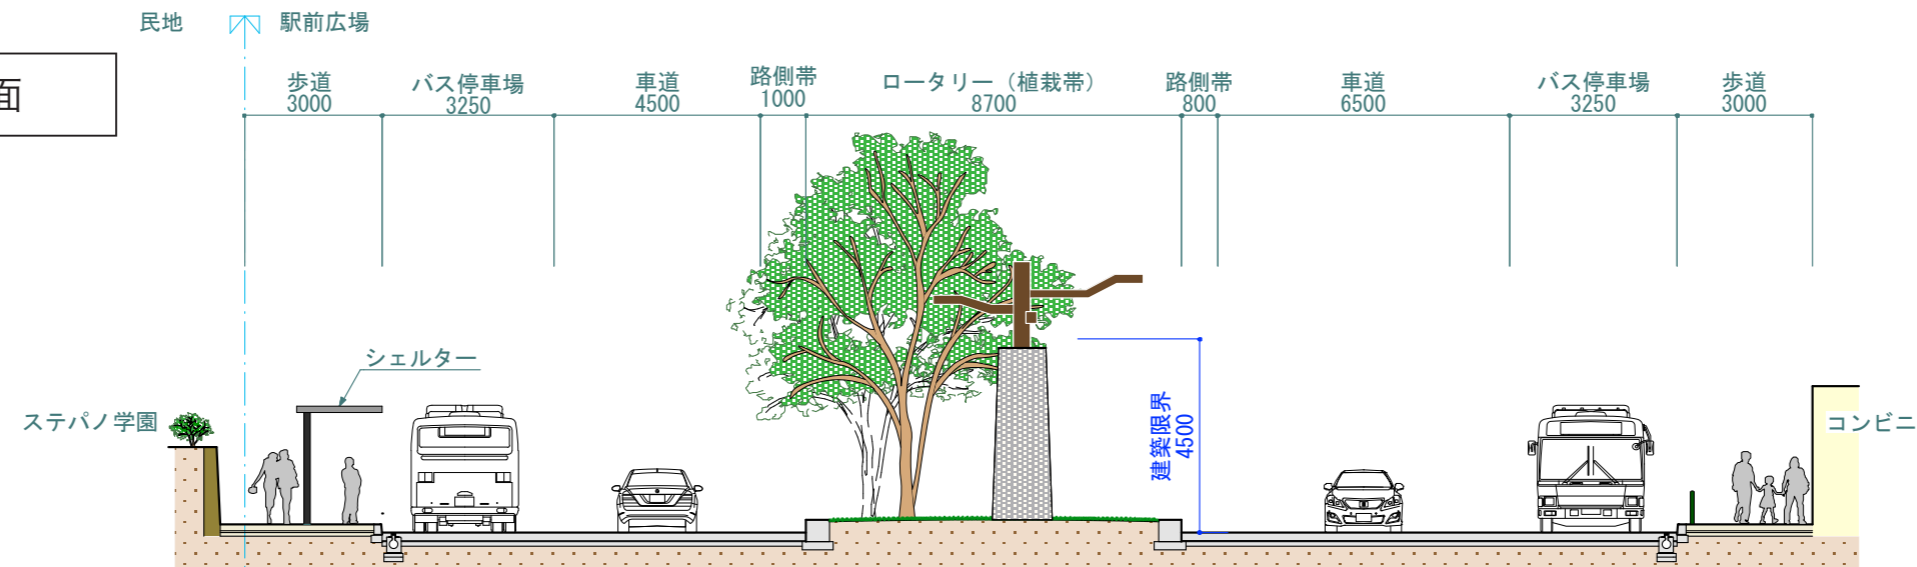 民地
駅前広場
面
歩道
3000
バス停車場
3250
車道
4500
路側帯
1000
ロータリー（植栽帯）
8700
路側帯
800
車道
6500
バス停車場
3250
歩道
3000
シェルター
ステパノ学園
建築限界
4500
コンビニ